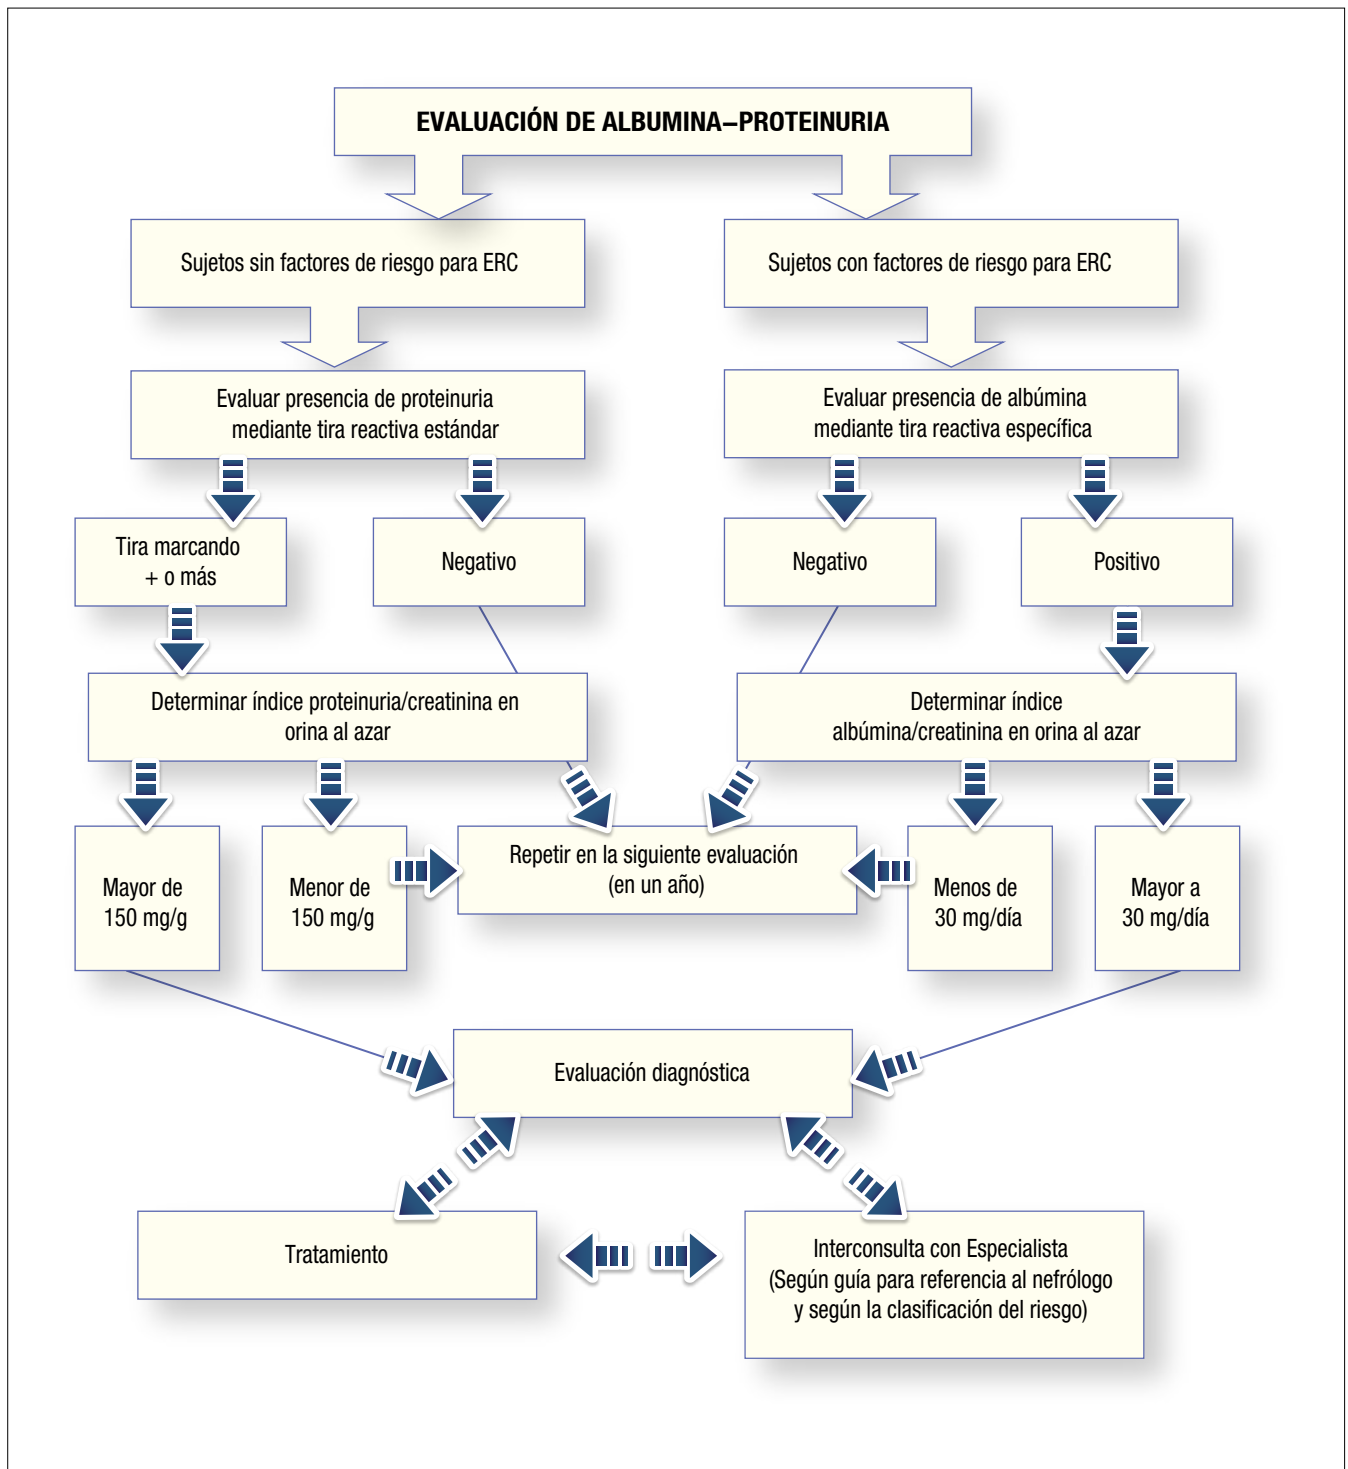 EVALUACIÓN DE ALBUMINA–PROTEINURIA
Sujetos sin factores de riesgo para ERC
Sujetos con factores de riesgo para ERC
Evaluar presencia de proteinuria
mediante tira reactiva estándar
Evaluar presencia de albúmina
mediante tira reactiva específica
Tira marcando
+ o más
Negativo
Negativo
Positivo
Determinar índice proteinuria/creatinina en
orina al azar
Determinar índice
albúmina/creatinina en orina al azar
Mayor de
150 mg/g
Menor de
150 mg/g
Repetir en la siguiente evaluación
(en un año)
Menos de
30 mg/día
Mayor a
30 mg/día
Evaluación diagnóstica
Tratamiento
Interconsulta con Especialista
(Según guía para referencia al nefrólogo
y según la clasificación del riesgo)